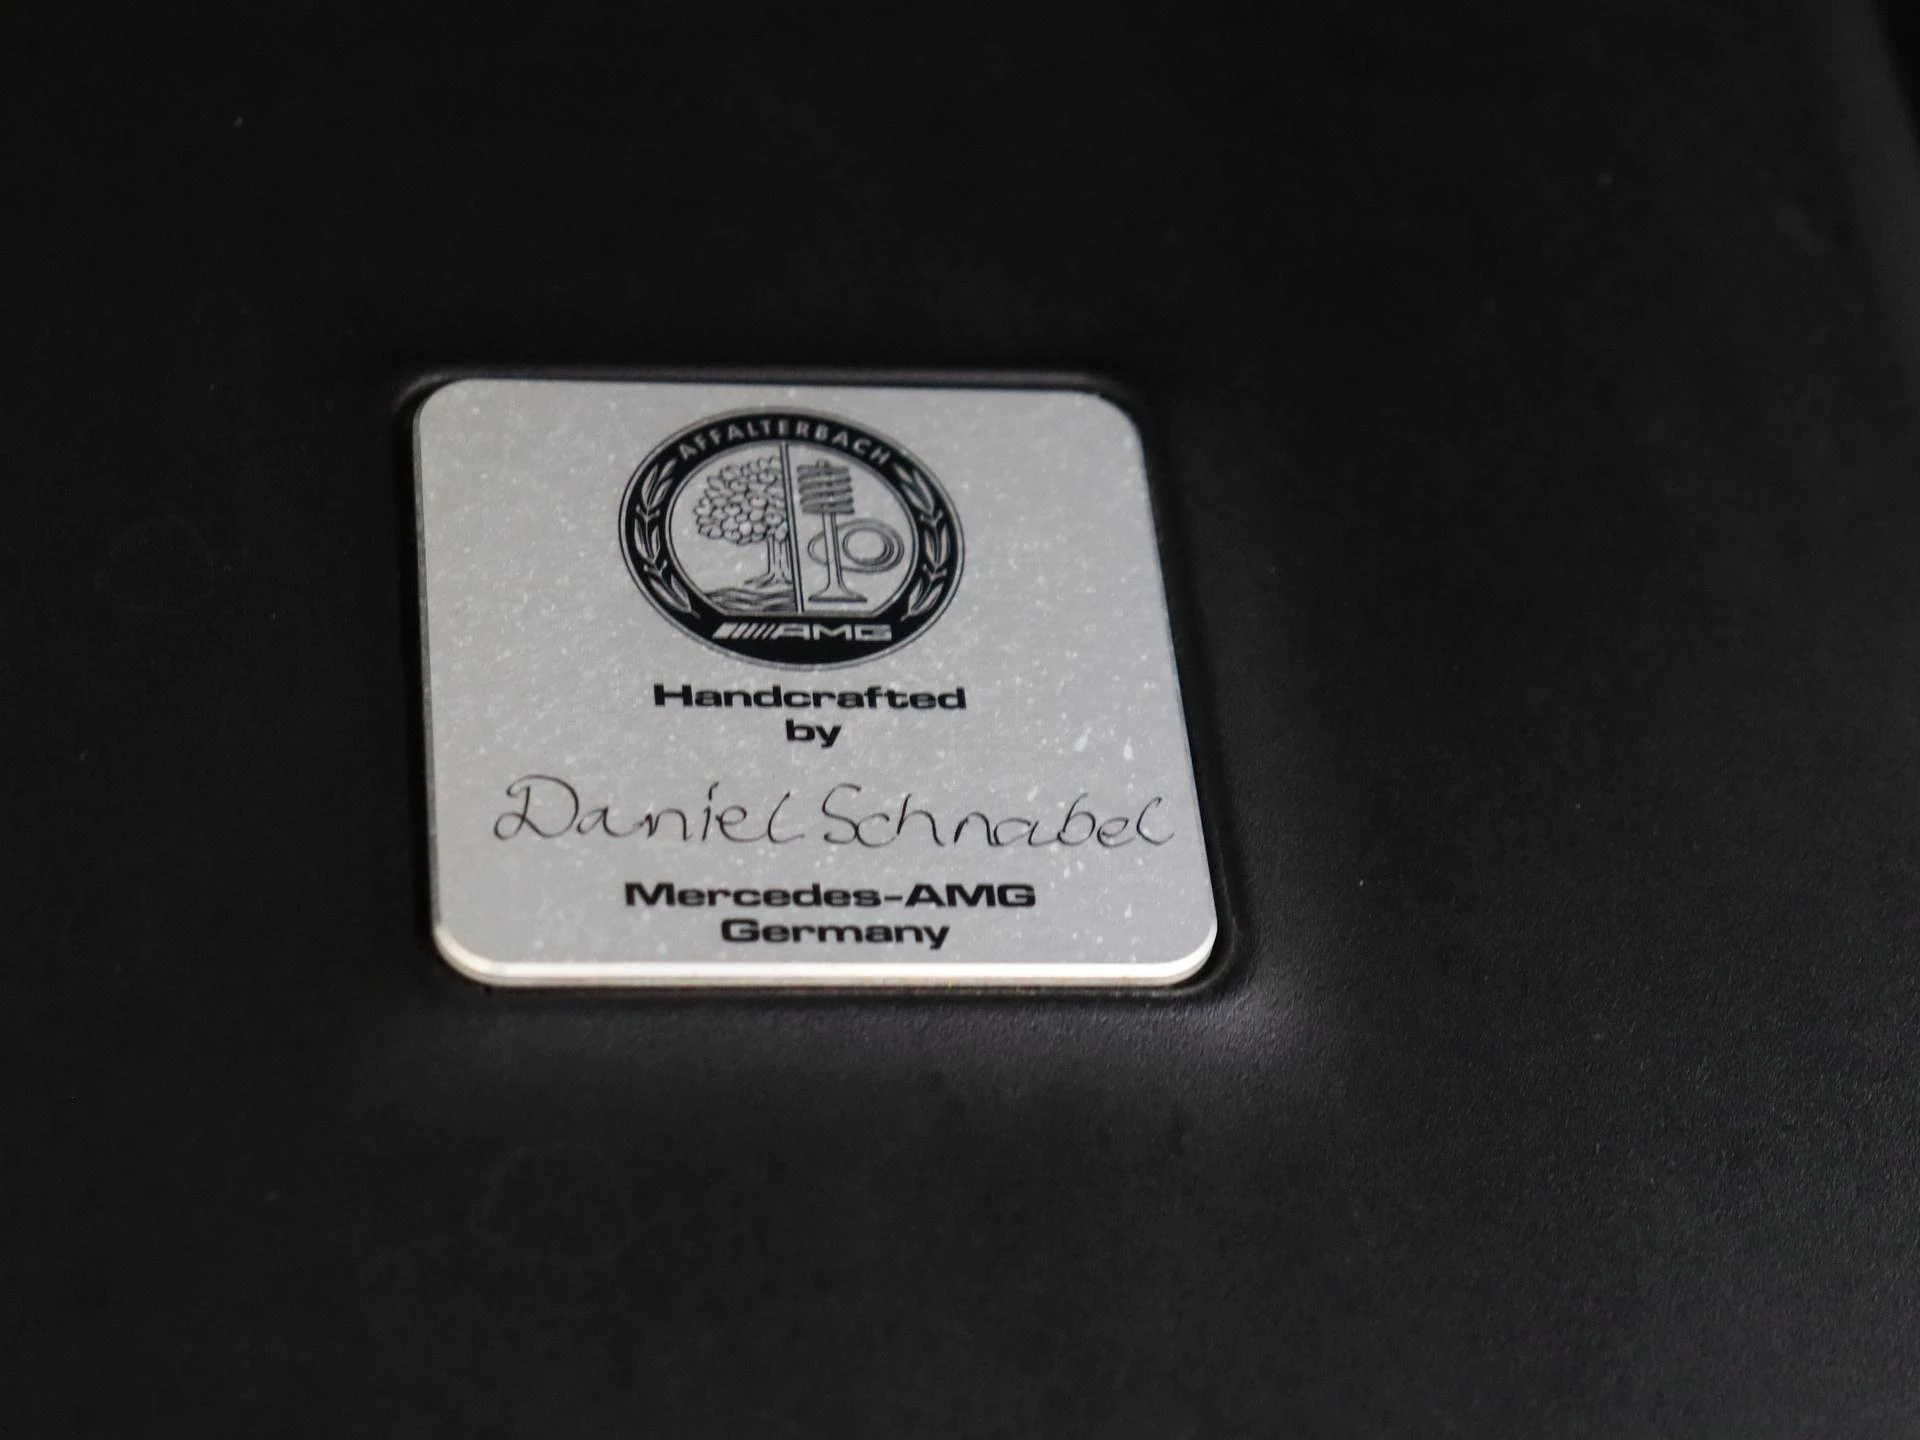 AFFALTERBACH
AMG
Handcrafted
by
Daniel Schnabel
Mercedes-AMG
Germany